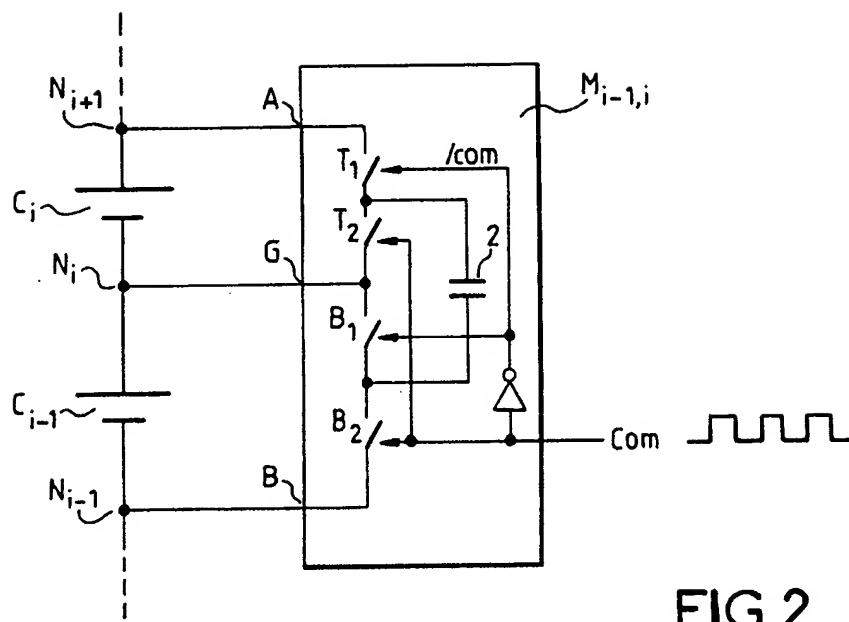 N_{i+1}
A
M_{i-1,i}
T_1
/com
C_i
T_2
2
G
N_i
B_1
C_{i-1}
B_2
Com
N_{i-1}
B
FIG.2